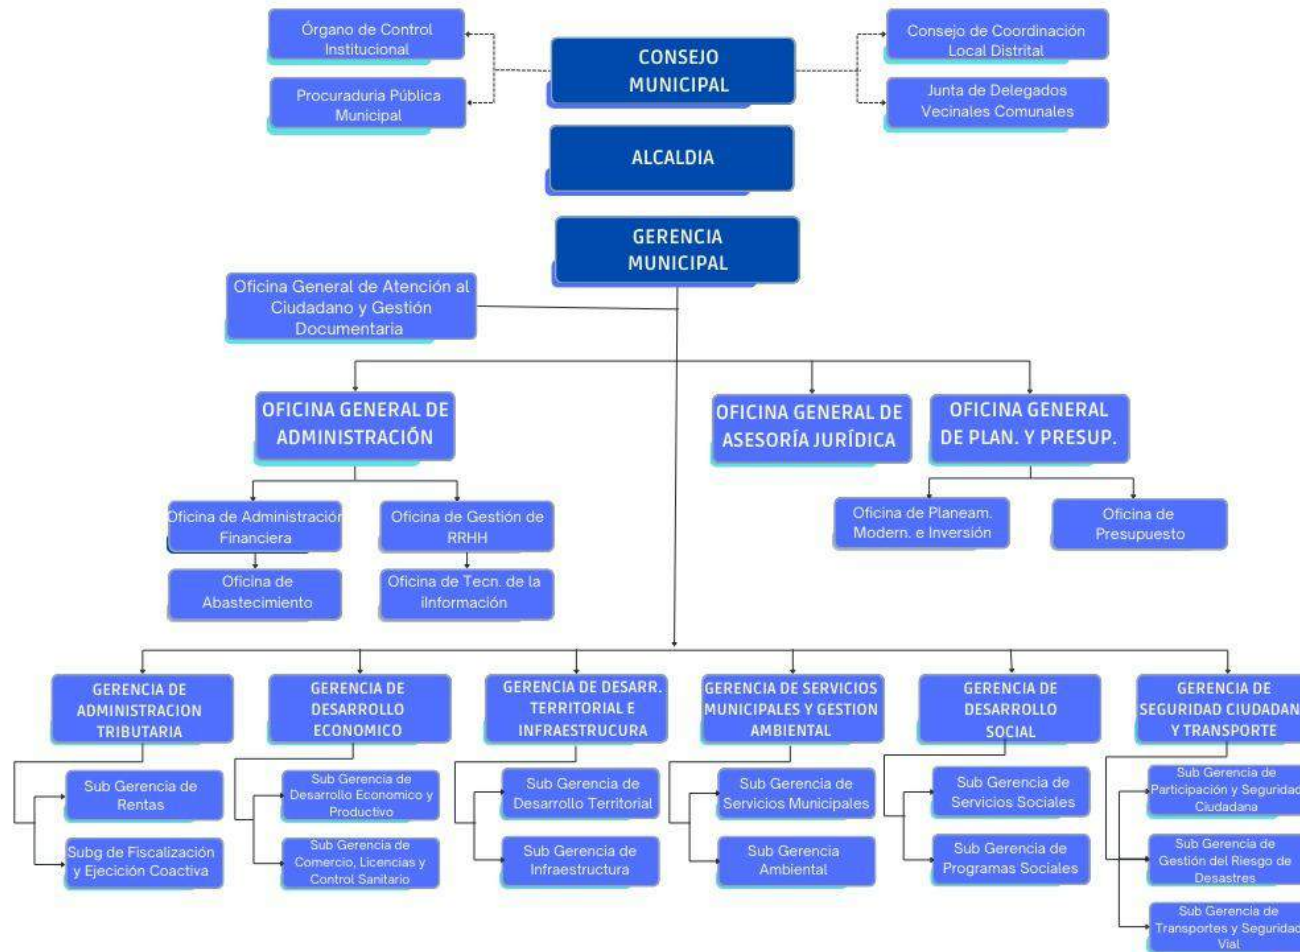 Órgano de Control
Institucional
Procuraduria Pública
Municipal
CONSEJO
MUNICIPAL
Consejo de Coordinación
Local Distrital
Junta de Delegados
Vecinales Comunales
ALCALDIA
GERENCIA
MUNICIPAL
Oficina General de Atención al
Ciudadano y Gestión
Documentaria
OFICINA GENERAL DE
ADMINISTRACIÓN
OFICINA GENERAL DE
ASESORÍA JURÍDICA
OFICINA GENERAL
DE PLAN. Y PRESUP.
Oficina de Administración
Financiera
Oficina de Gestión de
RRHH
Oficina de Planeam.
Modern. e Inversión
Oficina de
Presupuesto
Oficina de
Abastecimiento
Oficina de Tecn. de la
iInformación
GERENCIA DE
ADMINISTRACION
TRIBUTARIA
GERENCIA DE
DESARROLLO
ECONOMICO
GERENCIA DE DESARR.
TERRITORIAL E
INFRAESTRUCURA
GERENCIA DE SERVICIOS
MUNICIPALES Y GESTION
AMBIENTAL
GERENCIA DE
DESARROLLO
SOCIAL
GERENCIA DE
SEGURIDAD CIUDADAN
Y TRANSPORTE
Sub Gerencia de
Rentas
Sub Gerencia de
Desarrollo Economico y
Productivo
Sub Gerencia de
Desarrollo Territorial
Sub Gerencia de
Servicios Municipales
Sub Gerencia de
Servicios Sociales
Sub Gerencia de
Participación y Seguridad
Ciudadana
Subg de Fiscalización
y Ejecición Coactiva
Sub Gerencia de
Comercio, Licencias y
Control Sanitario
Sub Gerencia de
Infraestructura
Sub Gerencia
Ambiental
Sub Gerencia de
Programas Sociales
Sub Gerencia de
Gestión del Riesgo de
Desastres
Sub Gerencia de
Transportes y Seguridad
Vial